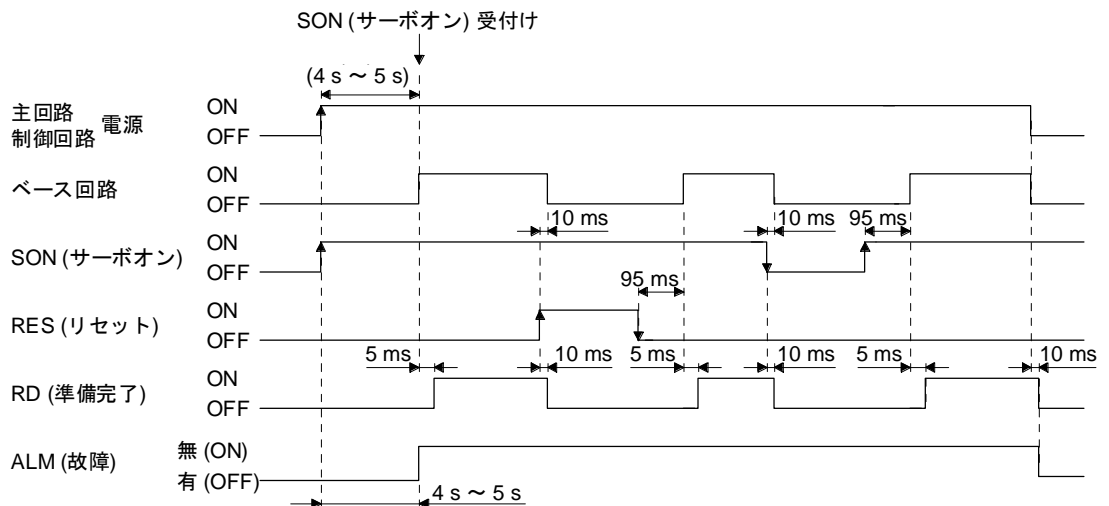 SON (サーボオン) 受付け
(4 s ～ 5 s)
主回路
制御回路
電源
ON
OFF
ベース回路
ON
OFF
10 ms
10 ms
95 ms
SON (サーボオン)
ON
OFF
95 ms
RES (リセット)
ON
OFF
5 ms
10 ms
5 ms
10 ms
5 ms
10 ms
RD (準備完了)
ON
OFF
ALM (故障)
無 (ON)
有 (OFF)
4 s ～ 5 s